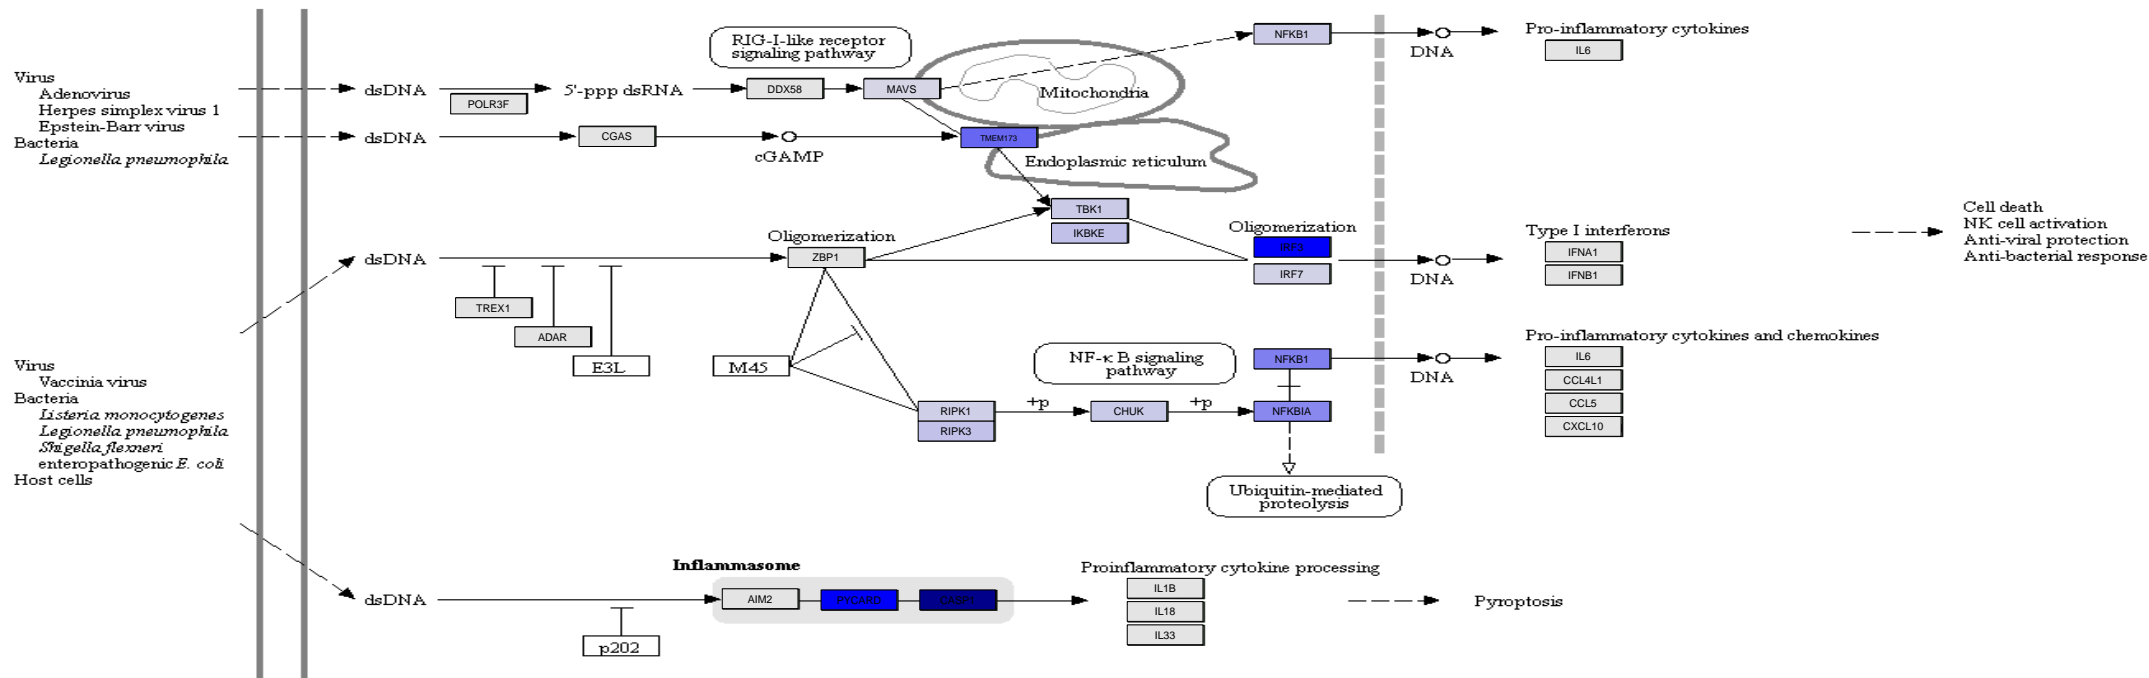 RIG-I-like receptor
signaling pathway
NFKB1
DNA
Pro-inflammatory cytokines
IL6
Virus
Adenovirus
Herpes simplex virus 1
Epstein-Barr virus
Bacteria
Legionella pneumophila
dsDNA
POLR3F
5'-ppp dsRNA
DDX58
MAVS
Mitochondria
dsDNA
CGAS
cGAMP
TMEM173
Endoplasmic reticulum
TBK1
IKBKE
Oligomerization
ZBP1
dsDNA
TREX1
ADAR
E3L
M45
Oligomerization
IRF3
IRF7
DNA
Type I interferons
IFNA1
IFNB1
Cell death
NK cell activation
Anti-viral protection
Anti-bacterial response
Virus
Vaccinia virus
Bacteria
Listeria monocytogenes
Legionella pneumophila
Shigella flexneri
enteropathogenic E. coli
Host cells
NF-κ B signaling
pathway
NFKB1
DNA
Pro-inflammatory cytokines and chemokines
IL6
CCL4L1
CCL5
CXCL10
RIPK1
RIPK3
+p
CHUK
+p
NFKBIA
Ubiquitin-mediated
proteolysis
Inflammasome
dsDNA
p202
AIM2
PYCARD
CASP1
Proinflammatory cytokine processing
IL1B
IL18
IL33
Pyroptosis